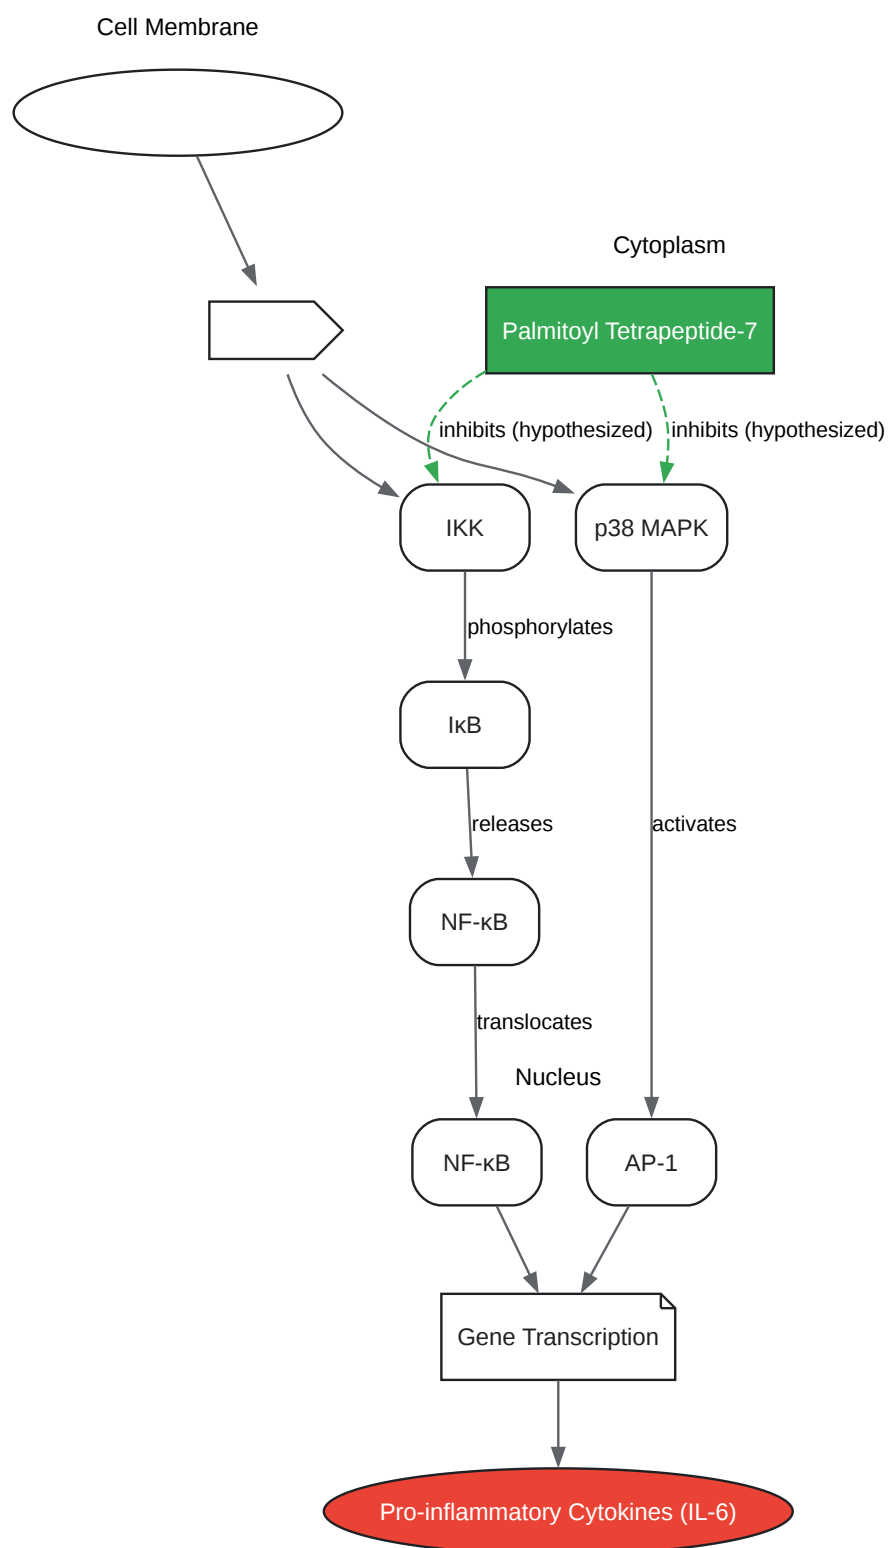 Cell Membrane
Cytoplasm
Palmitoyl Tetrapeptide-7
inhibits (hypothesized)
inhibits (hypothesized)
IKK
p38 MAPK
phosphorylates
IκB
releases
activates
NF-κB
translocates
Nucleus
NF-κB
AP-1
Gene Transcription
Pro-inflammatory Cytokines (IL-6)